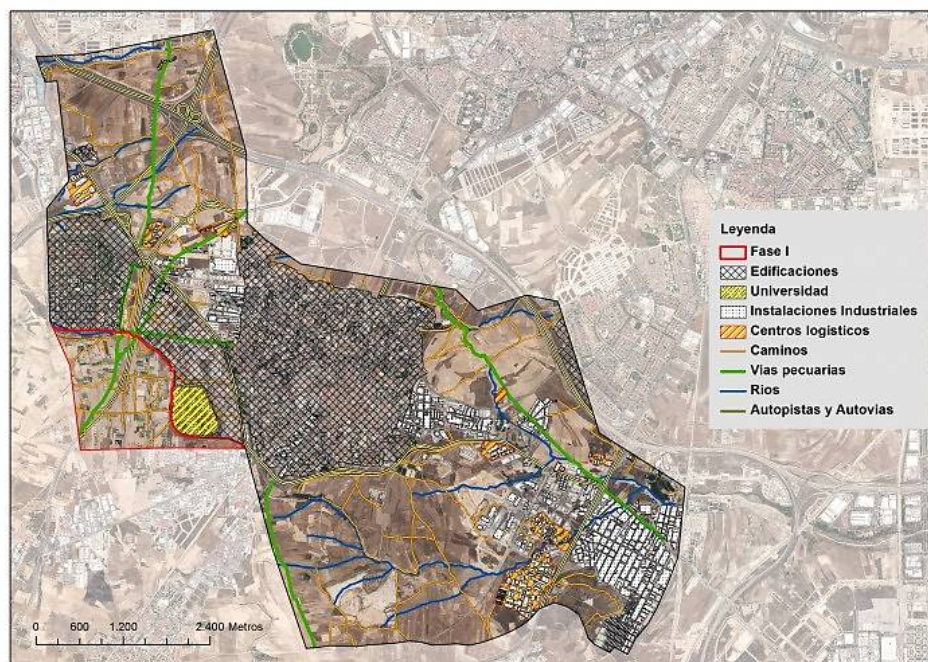 Leyenda
Fase I
Edificaciones
Universidad
Instalaciones Industriales
Centros logísticos
Caminos
Vías pecuarias
Ríos
Autopistas y Autovías
0 600 1.200 2.400 Metros